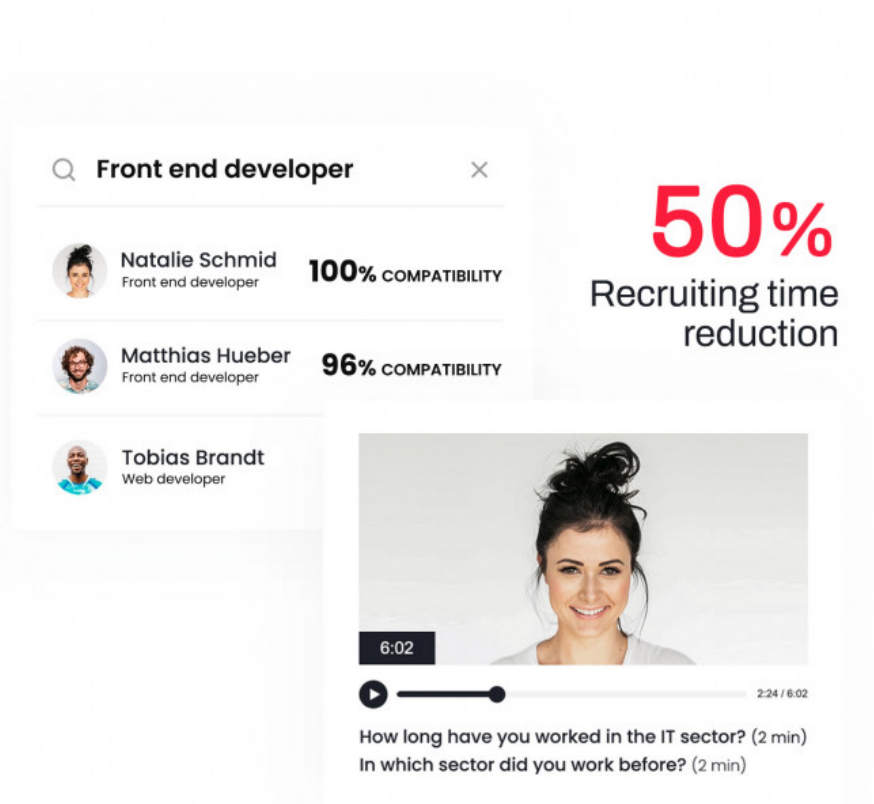 Front end developer
Natalie Schmid
Front end developer
100% COMPATIBILITY
Matthias Hueber
Front end developer
96% COMPATIBILITY
Tobias Brandt
Web developer
50%
Recruiting time
reduction
6:02
2:24 / 6:02
How long have you worked in the IT sector? (2 min)
In which sector did you work before? (2 min)